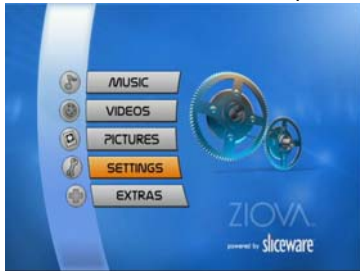 MUSIC
VIDEOS
PICTURES
SETTINGS
EXTRAS
ZIOVA
powered by sliceware